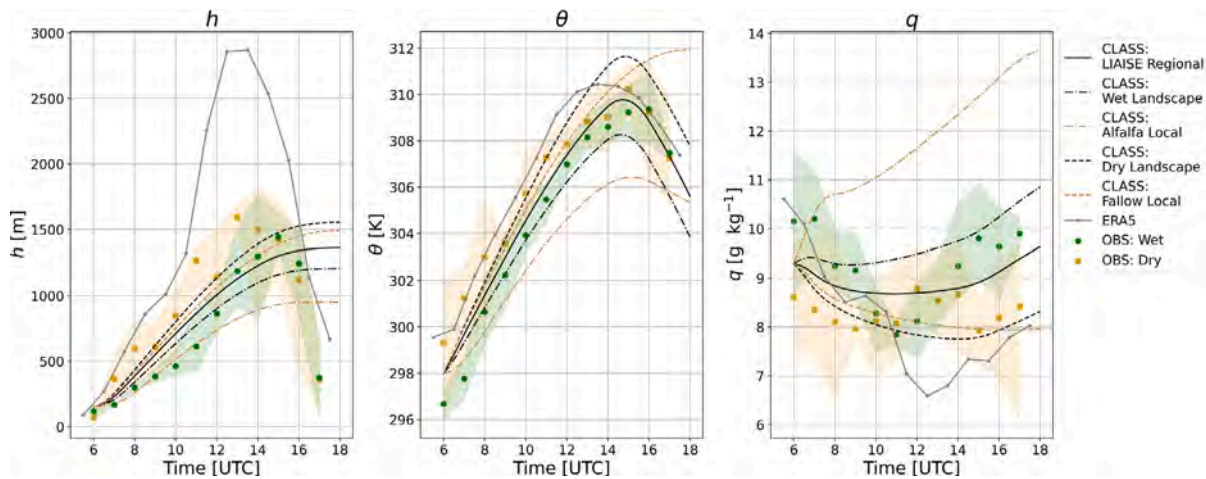 h
θ
q
3000
2500
2000
1500
1000
500
0
h [m]
6 8 10 12 14 16 18
Time [UTC]
312
310
308
306
304
302
300
298
296
θ [K]
6 8 10 12 14 16 18
Time [UTC]
14
13
12
11
10
9
8
7
6
q [g kg⁻¹]
6 8 10 12 14 16 18
Time [UTC]
CLASS:
LIAISE Regional
CLASS:
Wet Landscape
CLASS:
Alfalfa Local
CLASS:
Dry Landscape
CLASS:
Fallow Local
ERA5
OBS: Wet
OBS: Dry